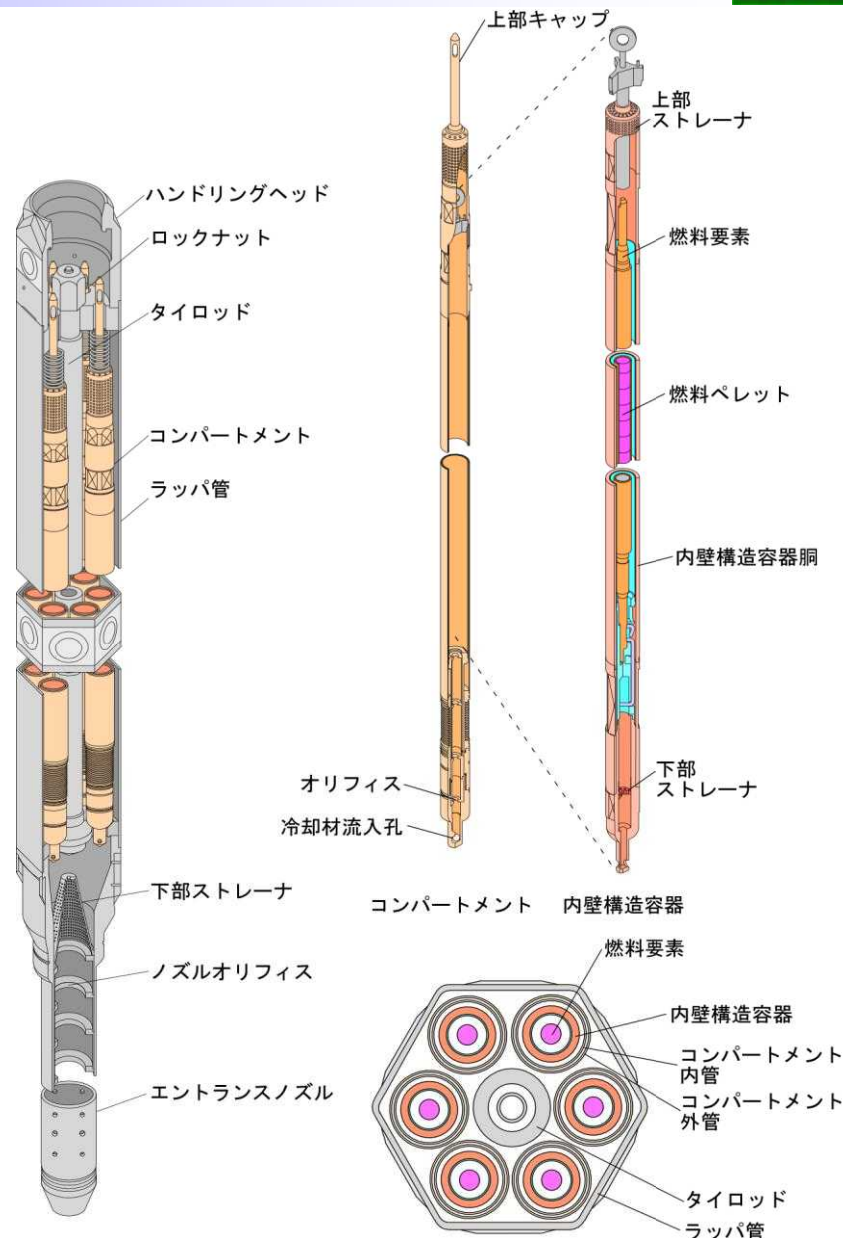 ハンドリングヘッド
ロックナット
タイロッド
コンパートメント
ラッパ管
下部ストレーナ
ノズルオリフィス
エントランスノズル
上部キャップ
オリフィス
冷却材流入孔
コンパートメント
上部
ストレーナ
燃料要素
燃料ペレット
内壁構造容器胴
下部
ストレーナ
内壁構造容器
燃料要素
内壁構造容器
コンパートメント
内管
コンパートメント
外管
タイロッド
ラッパ管